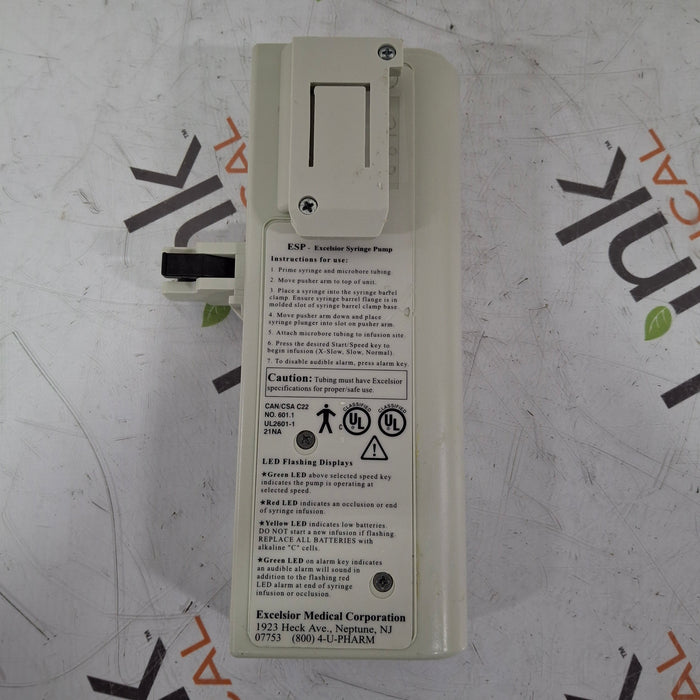 ESP - Excelsior Syringe Pump
Instructions for use:
1. Prime syringe and microbore tubing.
2. Move pusher arm to top of unit.
3. Place a syringe into the syringe barrel
clamp. Ensure syringe barrel flange is in
molded slot of syringe barrel clamp base.
4. Move pusher arm down and place
syringe plunger into slot on pusher arm.
5. Attach microbore tubing to infusion site.
6. Press the desired Start/Speed key to
begin infusion (X-Slow, Slow, Normal).
7. To disable audible alarm, press alarm key.
Caution: Tubing must have Excelsior
specifications for proper/safe use.
CAN/CSA C22
NO. 601.1
UL2601-1
21NA
CLASSIFIED
C UL
CLASSIFIED
UL
LED Flashing Displays
★Green LED above selected speed key
indicates the pump is operating at
selected speed.
★Red LED indicates an occlusion or end
of syringe infusion.
★Yellow LED indicates low batteries.
DO NOT start a new infusion if flashing.
REPLACE ALL BATTERIES with
alkaline "C" cells.
★Green LED on alarm key indicates
an audible alarm will sound in
addition to the flashing red
LED alarm at end of syringe
infusion or occlusion.
Excelsior Medical Corporation
1923 Heck Ave., Neptune, NJ
07753 (800) 4-U-PHARM
ink
ICAL
ink
ical
TM